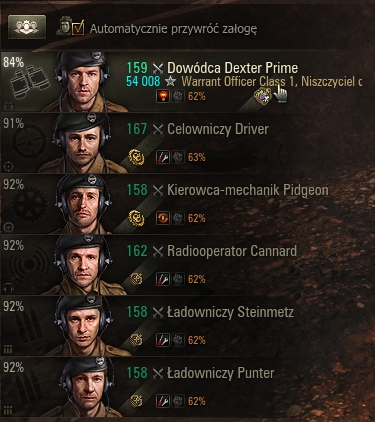 Automatycznie przywróć załogę
84% 159 Dowódca Dexter Prime
54 008 Warrant Officer Class 1, Niszczyciel c
62%
91% 167 Celowniczy Driver
63%
92% 158 Kierowca-mechanik Pidgeon
62%
92% 162 Radiooperator Cannard
62%
92% 158 Ładowniczy Steinmetz
62%
92% 158 Ładowniczy Punter
62%